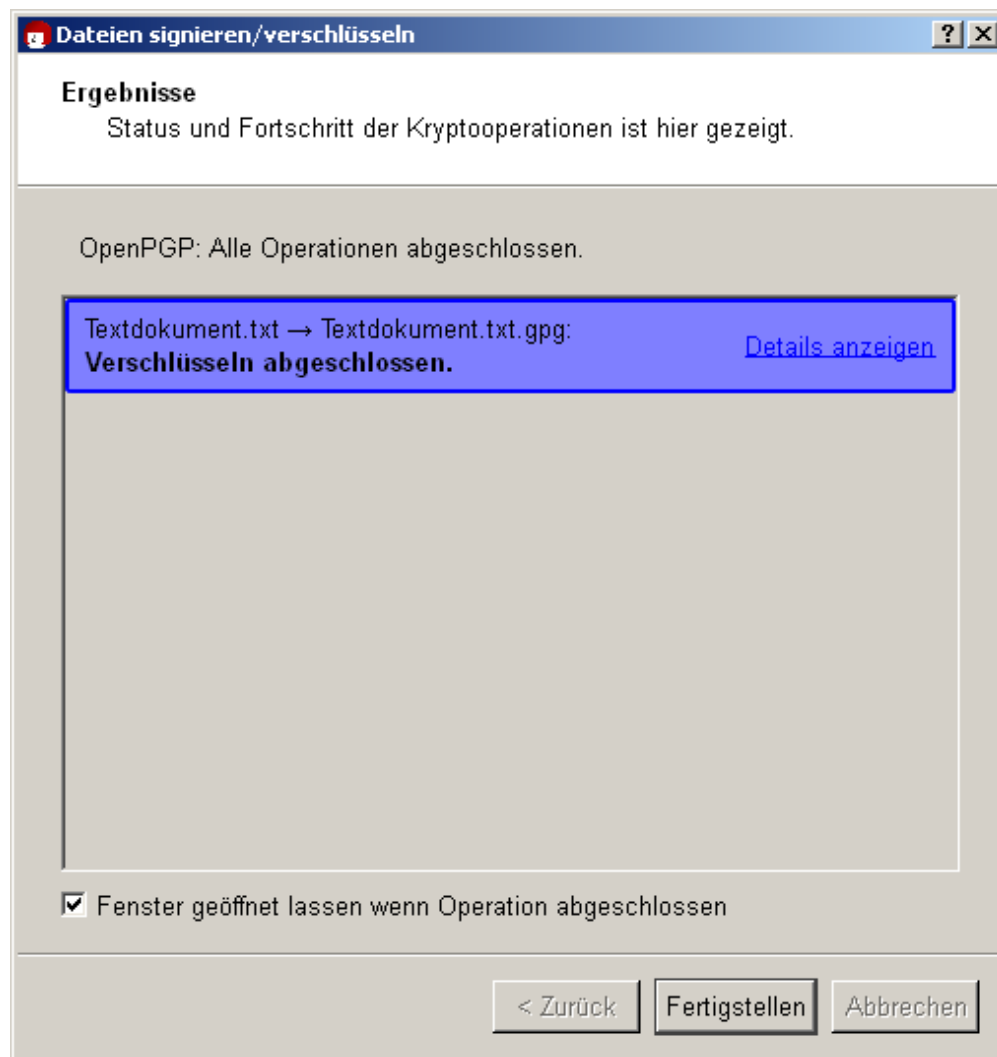 Dateien signieren/verschlüsseln
Ergebnisse
Status und Fortschritt der Kryptooperationen ist hier gezeigt.
OpenPGP: Alle Operationen abgeschlossen.
Textdokument.txt → Textdokument.txt.gpg:
Verschlüsseln abgeschlossen.
Details anzeigen
Fenster geöffnet lassen wenn Operation abgeschlossen
< Zurück
Fertigstellen
Abbrechen